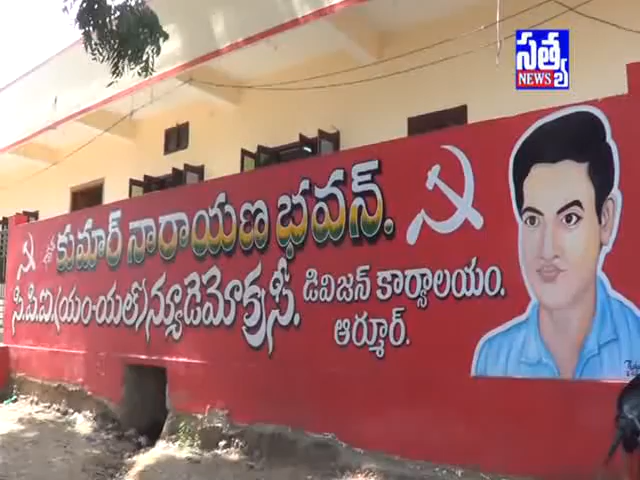 సత్య
NEWS
కా॥ కుమార్ నారాయణ భవన్.
సి.పి.ఐ(యం-యల్)న్యూడెమోక్రసీ. డివిజన్ కార్యాలయం.
ఆర్మూర్.